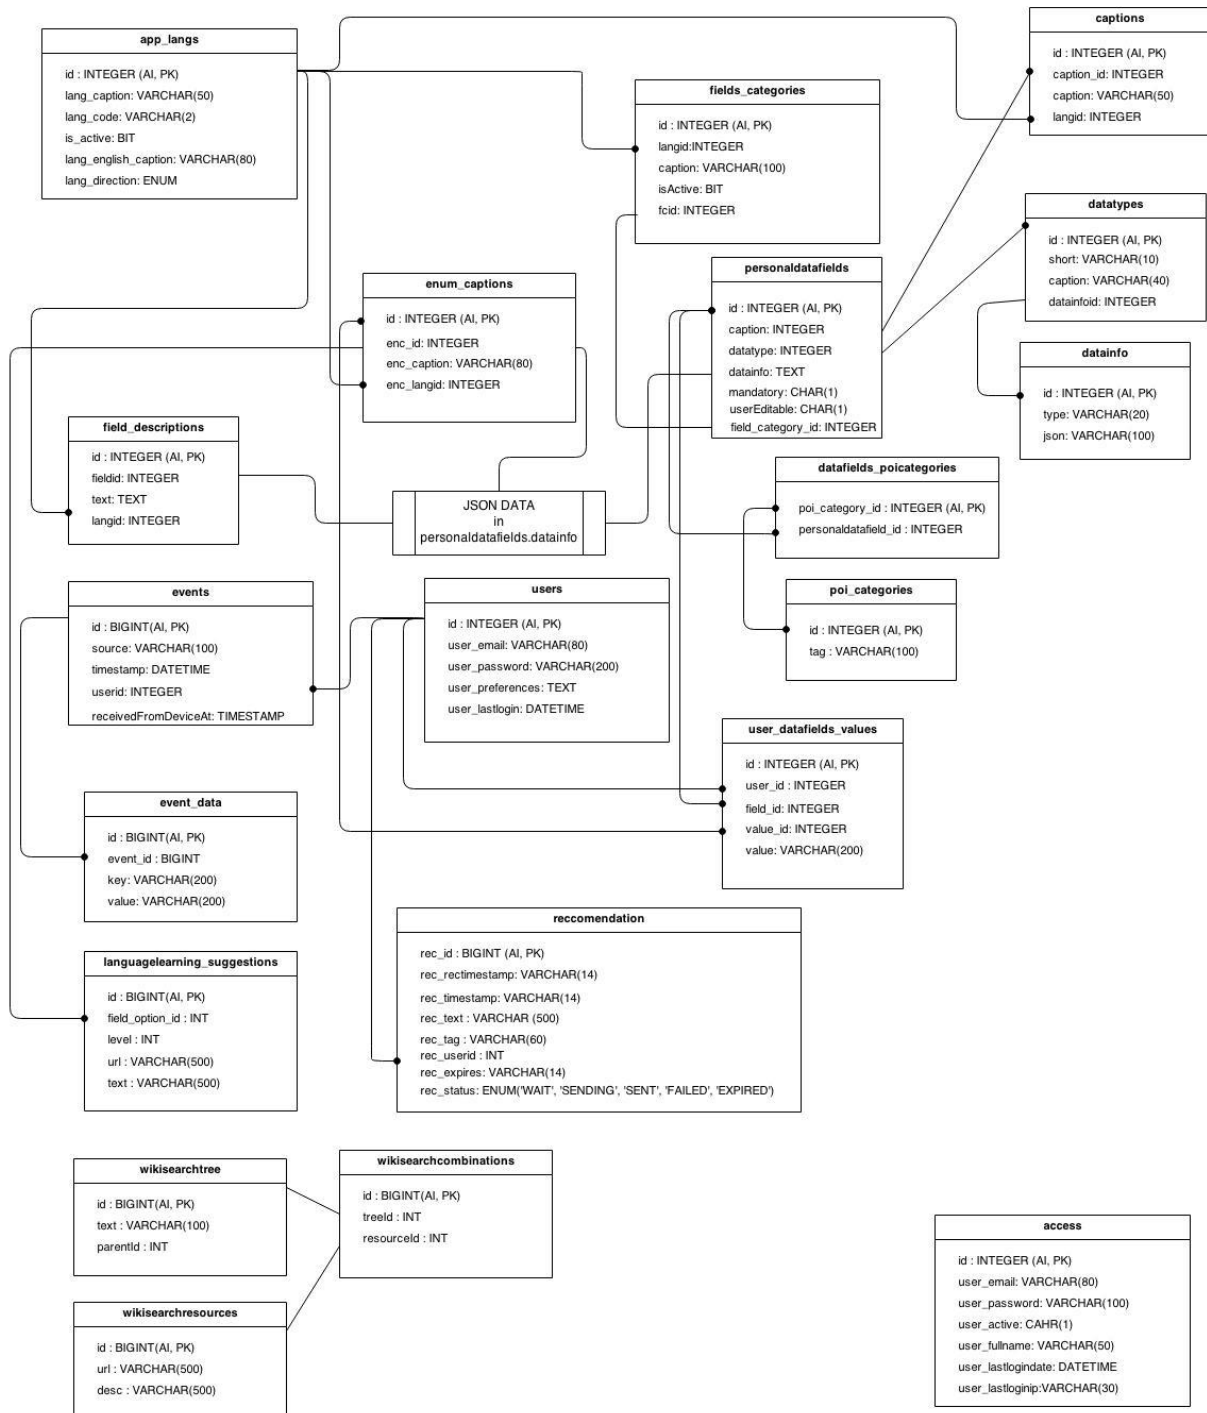 app_langs
id : INTEGER (AI, PK)
lang_caption: VARCHAR(50)
lang_code: VARCHAR(2)
is_active: BIT
lang_english_caption: VARCHAR(80)
lang_direction: ENUM
captions
id : INTEGER (AI, PK)
caption_id: INTEGER
caption: VARCHAR(50)
langid: INTEGER
fields_categories
id : INTEGER (AI, PK)
langid:INTEGER
caption: VARCHAR(100)
isActive: BIT
fcid: INTEGER
datatypes
id : INTEGER (AI, PK)
short: VARCHAR(10)
caption: VARCHAR(40)
datainfoid: INTEGER
personaldatafields
id : INTEGER (AI, PK)
caption: INTEGER
datatype: INTEGER
datainfo: TEXT
mandatory: CHAR(1)
userEditable: CHAR(1)
field_category_id: INTEGER
enum_captions
id : INTEGER (AI, PK)
enc_id: INTEGER
enc_caption: VARCHAR(80)
enc_langid: INTEGER
datainfo
id : INTEGER (AI, PK)
type: VARCHAR(20)
json: VARCHAR(100)
field_descriptions
id : INTEGER (AI, PK)
fieldid: INTEGER
text: TEXT
langid: INTEGER
JSON DATA
in
personaldatafields.datainfo
datafields_poicategories
poi_category_id : INTEGER (AI, PK)
personaldatafield_id : INTEGER
events
id : BIGINT(AI, PK)
source: VARCHAR(100)
timestamp: DATETIME
userid: INTEGER
receivedFromDeviceAt: TIMESTAMP
users
id : INTEGER (AI, PK)
user_email: VARCHAR(80)
user_password: VARCHAR(200)
user_preferences: TEXT
user_lastlogin: DATETIME
poi_categories
id : INTEGER (AI, PK)
tag : VARCHAR(100)
user_datafields_values
id : INTEGER (AI, PK)
user_id : INTEGER
field_id: INTEGER
value_id: INTEGER
value: VARCHAR(200)
event_data
id : BIGINT(AI, PK)
event_id : BIGINT
key: VARCHAR(200)
value: VARCHAR(200)
reccomendation
rec_id : BIGINT (AI, PK)
rec_rectimestamp: VARCHAR(14)
rec_timestamp: VARCHAR(14)
rec_text : VARCHAR (500)
rec_tag : VARCHAR(60)
rec_userid : INT
rec_expires: VARCHAR(14)
rec_status: ENUM('WAIT', 'SENDING', 'SENT', 'FAILED', 'EXPIRED')
languagelearning_suggestions
id : BIGINT(AI, PK)
field_option_id : INT
level : INT
url : VARCHAR(500)
text : VARCHAR(500)
wikisearchtree
id : BIGINT(AI, PK)
text : VARCHAR(100)
parentId : INT
wikisearchcombinations
id : BIGINT(AI, PK)
treeId : INT
resourceId : INT
wikisearchresources
id : BIGINT(AI, PK)
url : VARCHAR(500)
desc : VARCHAR(500)
access
id : INTEGER (AI, PK)
user_email: VARCHAR(80)
user_password: VARCHAR(100)
user_active: CAHR(1)
user_fullname: VARCHAR(50)
user_lastlogindate: DATETIME
user_lastloginip:VARCHAR(30)